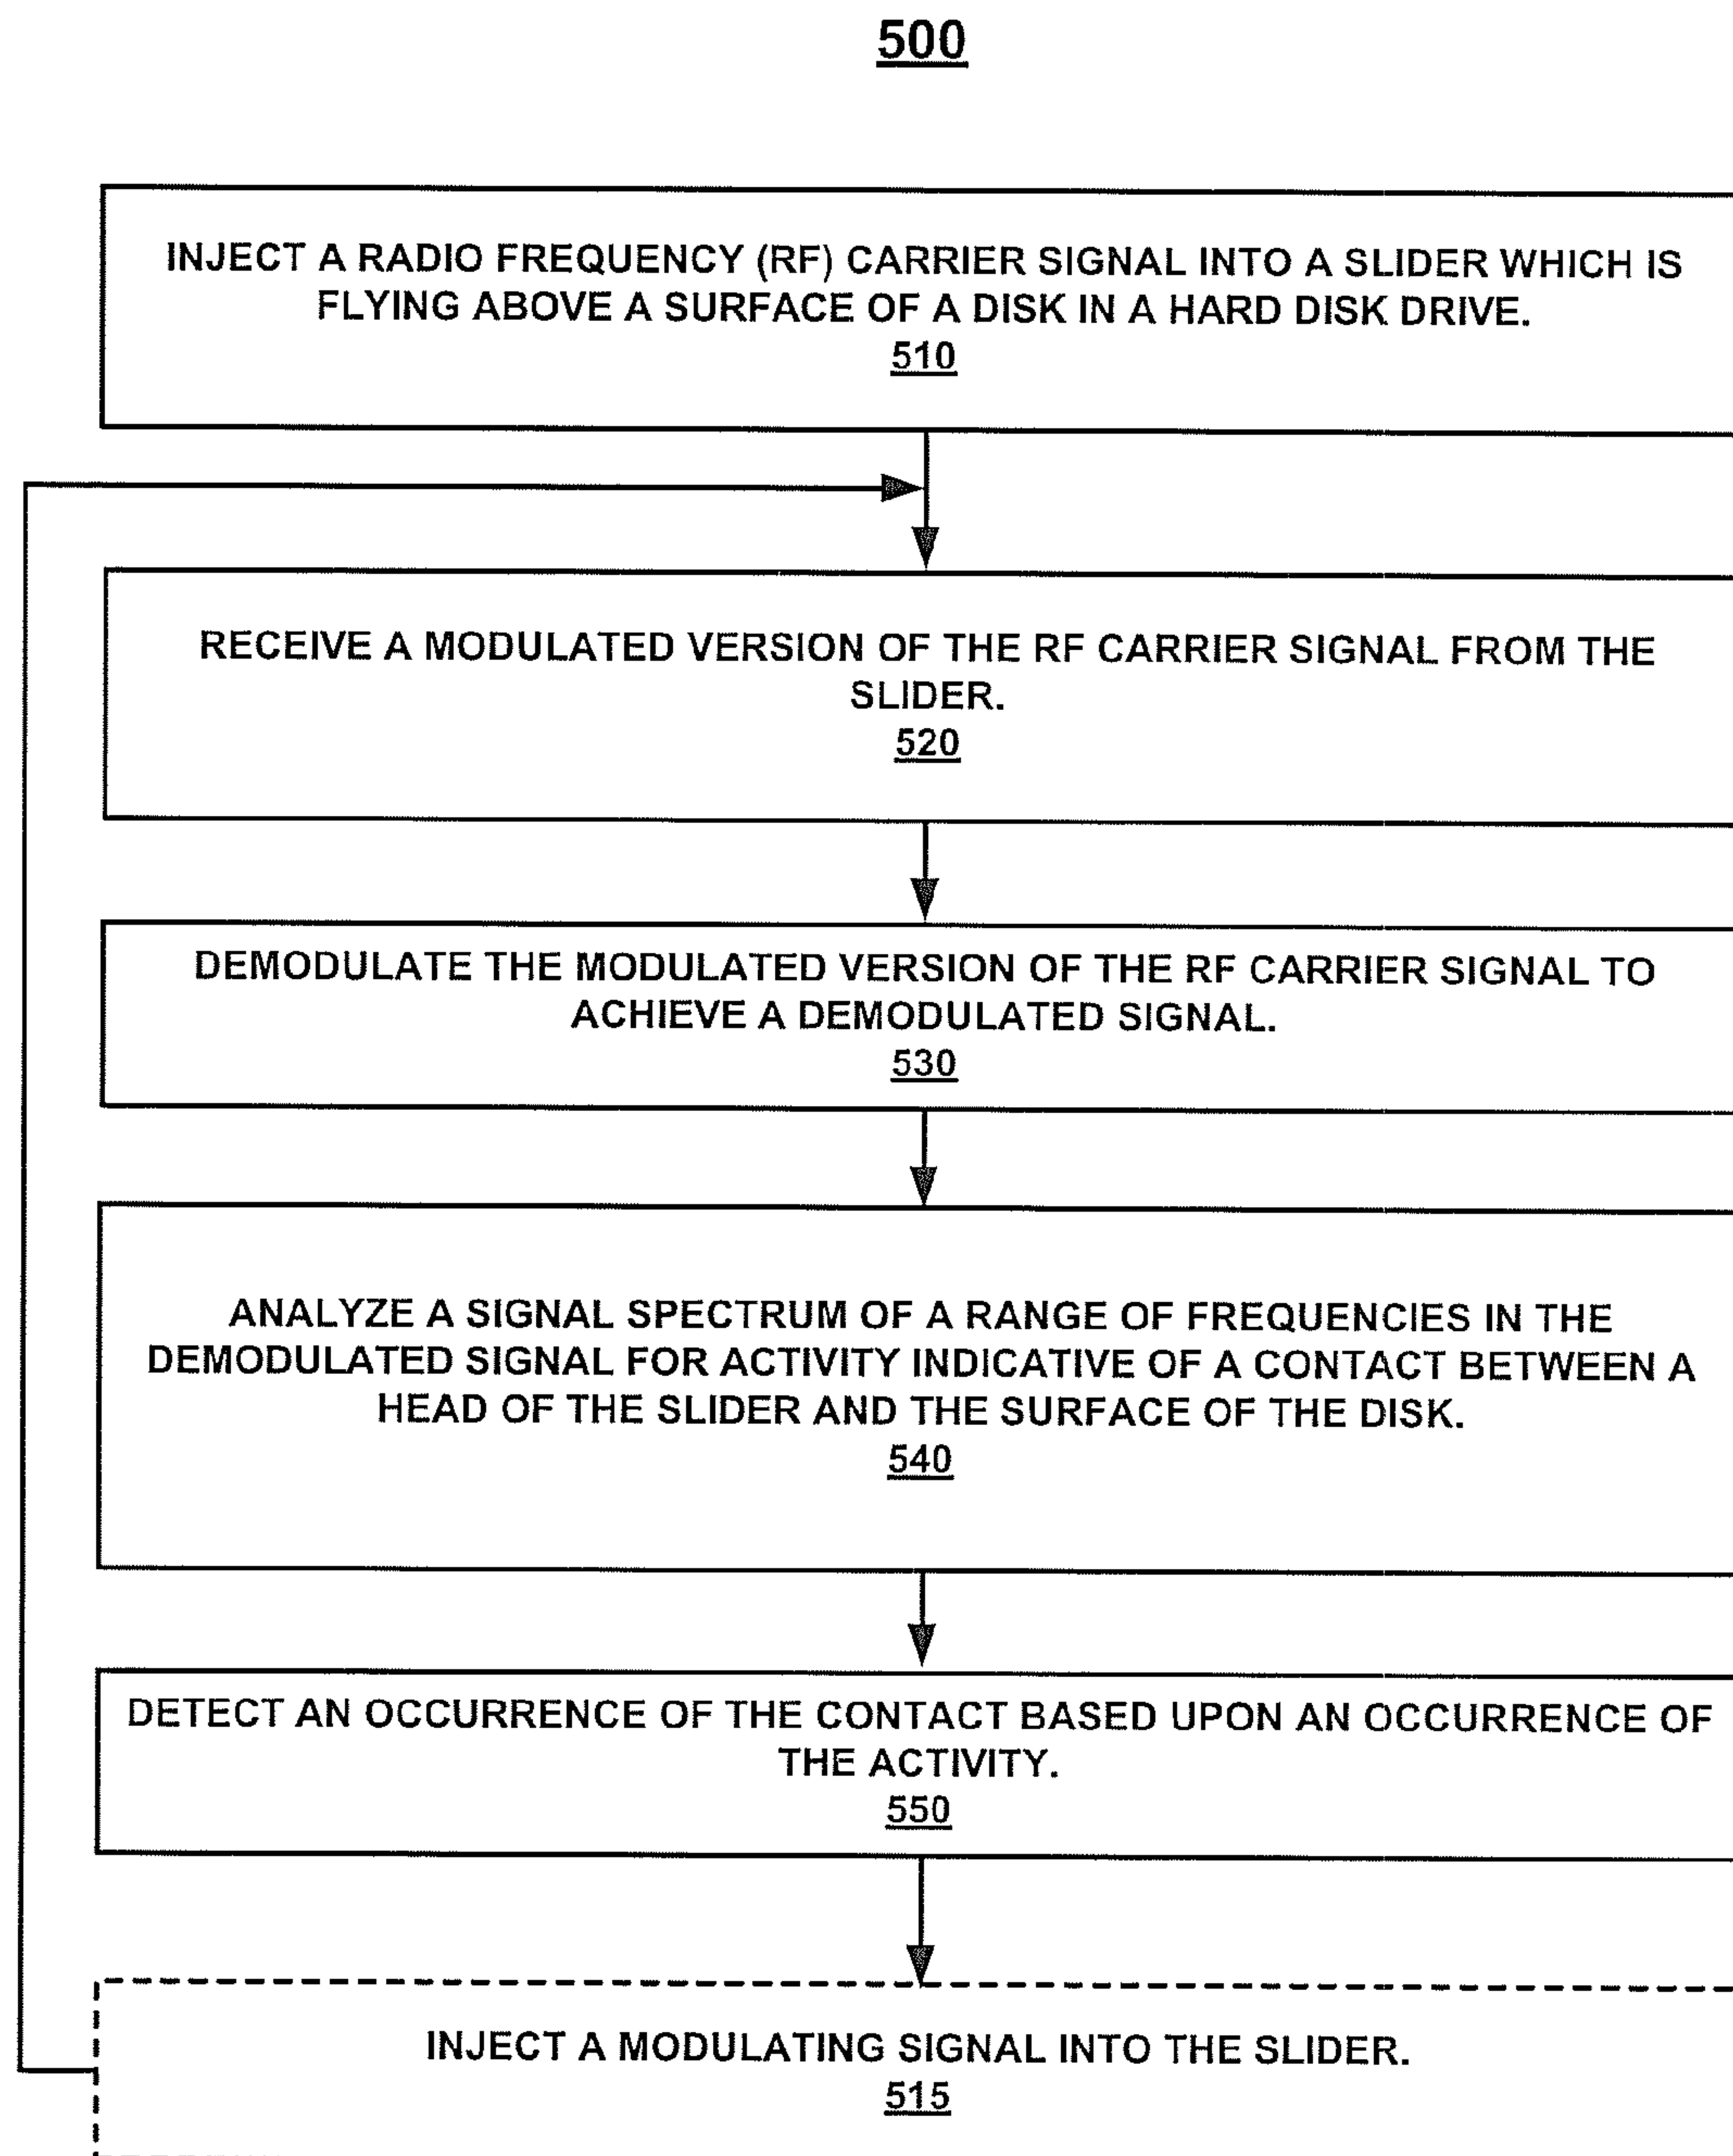 500
INJECT A RADIO FREQUENCY (RF) CARRIER SIGNAL INTO A SLIDER WHICH IS
FLYING ABOVE A SURFACE OF A DISK IN A HARD DISK DRIVE.
510
RECEIVE A MODULATED VERSION OF THE RF CARRIER SIGNAL FROM THE
SLIDER.
520
DEMODULATE THE MODULATED VERSION OF THE RF CARRIER SIGNAL TO
ACHIEVE A DEMODULATED SIGNAL.
530
ANALYZE A SIGNAL SPECTRUM OF A RANGE OF FREQUENCIES IN THE
DEMODULATED SIGNAL FOR ACTIVITY INDICATIVE OF A CONTACT BETWEEN A
HEAD OF THE SLIDER AND THE SURFACE OF THE DISK.
540
DETECT AN OCCURRENCE OF THE CONTACT BASED UPON AN OCCURRENCE OF
THE ACTIVITY.
550
INJECT A MODULATING SIGNAL INTO THE SLIDER.
515